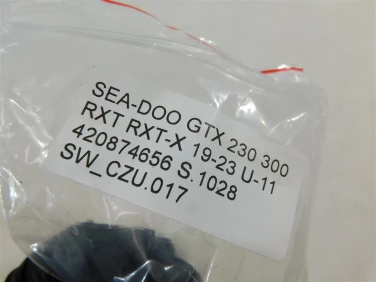 SEA-DOO GTX 230 300
RXT RXT-X 19-23 U-11
420874656 S.1028
SW_CZU.017